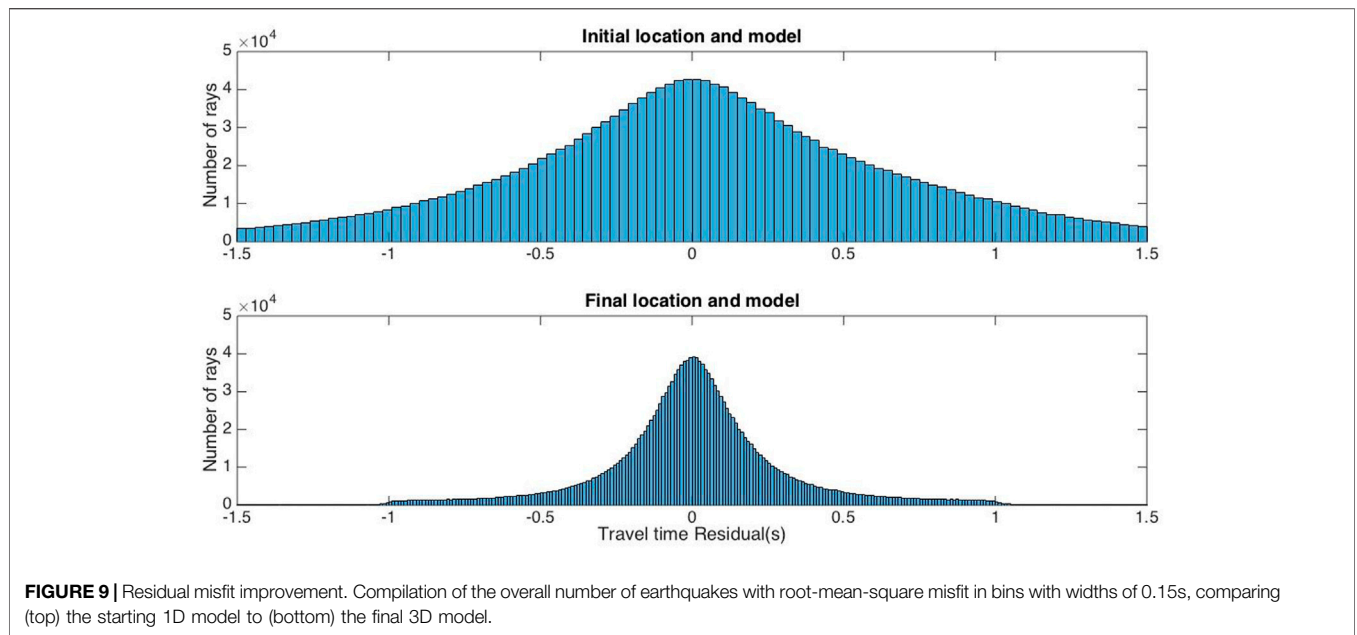 Initial location and model
×10⁴
Number of rays
5
4
3
2
1
0
-1.5 -1 -0.5 0 0.5 1 1.5
Final location and model
×10⁴
Number of rays
5
4
3
2
1
0
-1.5 -1 -0.5 0 0.5 1 1.5
Travel time Residual(s)
FIGURE 9 | Residual misfit improvement. Compilation of the overall number of earthquakes with root-mean-square misfit in bins with widths of 0.15s, comparing
(top) the starting 1D model to (bottom) the final 3D model.